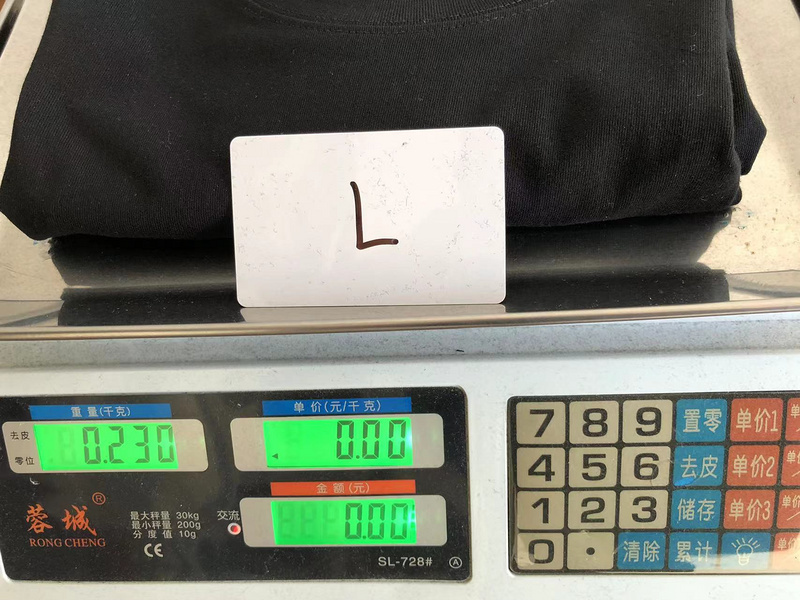 L
重量(千克)
去皮
零位
0.230
单价(元/千克)
0.00
金额(元)
0.00
蓉城®
RONG CHENG
最大秤量 30kg
最小秤量 200g
分度值 10g
CE
交流
SL-728# Ⓐ
7 8 9 置零 单价1
4 5 6 去皮 单价2
1 2 3 储存 单价3
0 · 清除 累计